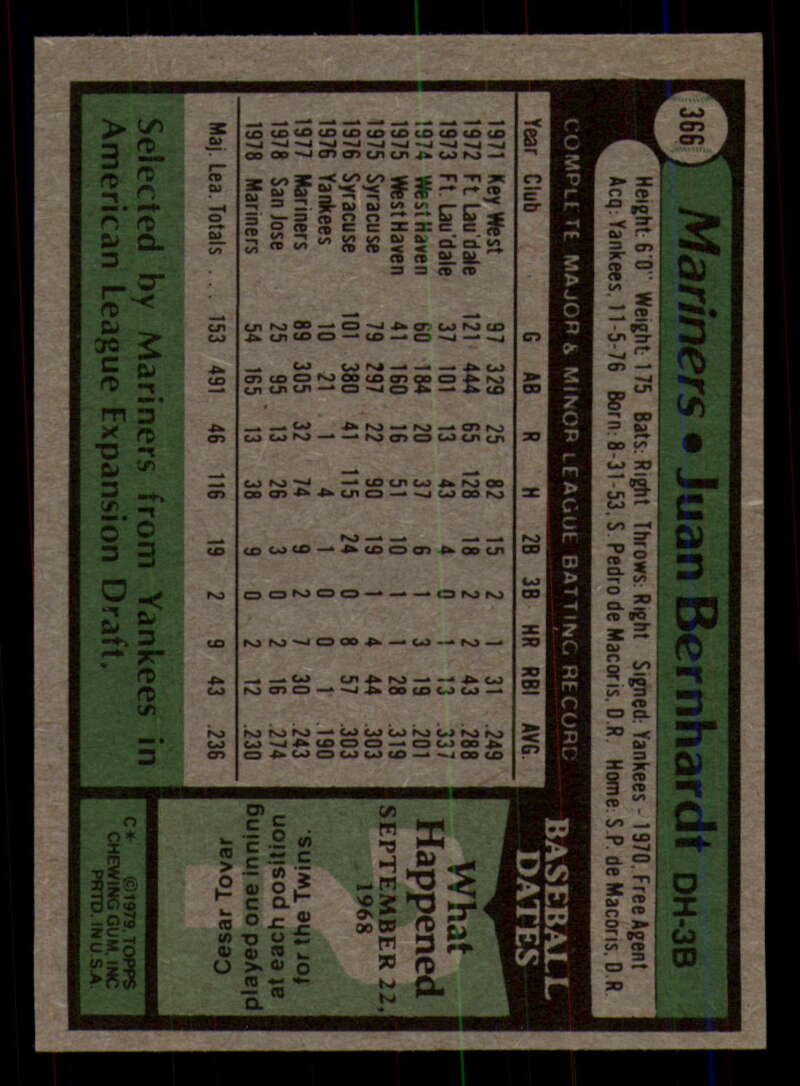 366
Mariners • Juan Bernhardt DH-3B
Height: 6'0" Weight: 175 Bats: Right Throws: Right Signed: Yankees - 1970, Free Agent
Acq: Yankees, 11-5-76 Born: 8-31-53, S. Pedro de Macoris, D.R. Home: S.P. de Macoris, D.R.
COMPLETE MAJOR & MINOR LEAGUE BATTING RECORD
Year Club G AB R H 2B 3B HR RBI AVG.
1971 Key West 97 329 25 82 15 2 1 31 .249
1972 Ft. Lau'dale 121 444 65 128 18 2 2 43 .288
1973 Ft. Lau'dale 37 101 13 43 4 0 1 13 .337
1974 West Haven 60 184 20 37 6 1 3 19 .201
1975 West Haven 41 160 16 51 10 1 1 28 .319
1975 Syracuse 79 297 22 90 19 1 4 44 .303
1976 Syracuse 101 380 41 115 24 0 8 57 .303
1976 Yankees 10 21 1 4 1 0 0 1 .190
1977 Mariners 89 305 32 74 9 2 7 30 .243
1978 San Jose 25 95 13 26 3 0 2 16 .274
1978 Mariners 54 165 13 38 9 0 2 12 .230
Maj. Lea. Totals . . . 153 491 46 116 19 2 9 43 .236
Selected by Mariners from Yankees in
American League Expansion Draft.
BASEBALL
DATES
What
Happened
SEPTEMBER 22,
1968
?
Cesar Tovar
played one inning
at each position
for the Twins.
C* ©1979, TOPPS
CHEWING GUM, INC
PRTD. IN U.S.A.